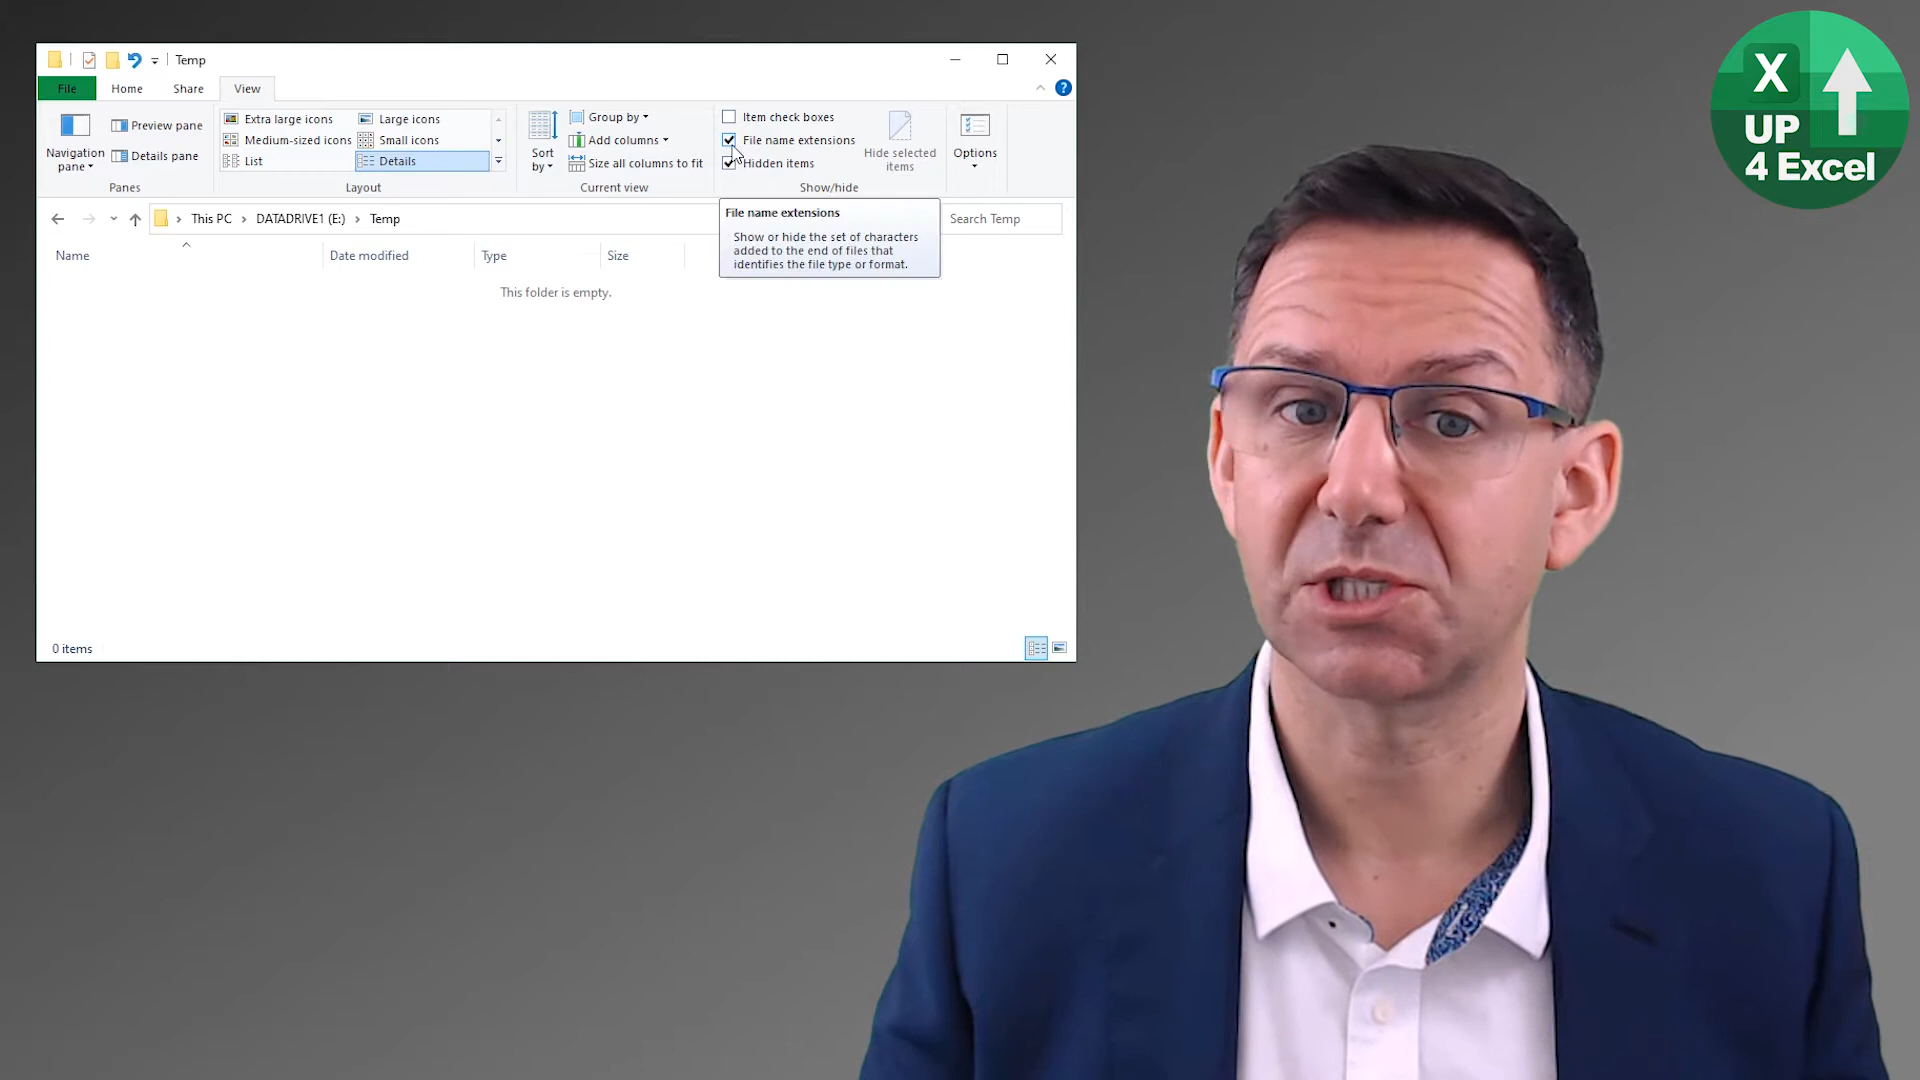 Temp
File Home Share View
Navigation pane
Preview pane
Details pane
Panes
Extra large icons Large icons
Medium-sized icons Small icons
List Details
Layout
Sort by
Group by
Add columns
Size all columns to fit
Current view
Item check boxes
File name extensions
Hidden items
Hide selected items
Show/hide
Options
This PC DATADRIVE1 (E:) Temp
Search Temp
File name extensions
Show or hide the set of characters
added to the end of files that
identifies the file type or format.
Name Date modified Type Size
This folder is empty.
0 items
X
UP
4 Excel